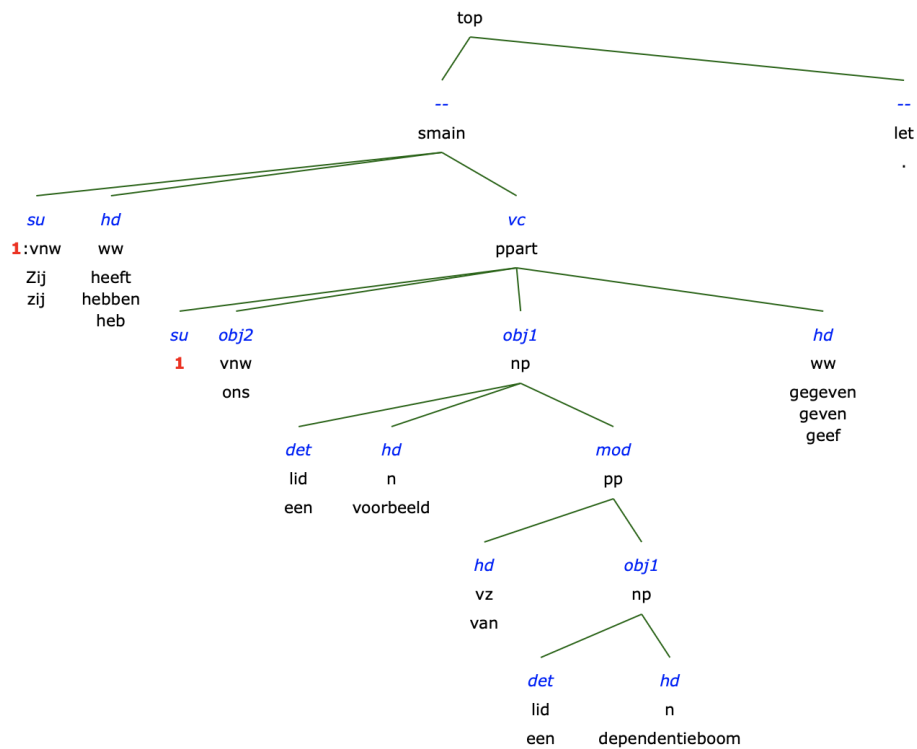 top
-- --
smain let
.
su hd vc
1:vnw ww ppart
Zij heeft
zij hebben
heb
su obj2 obj1 hd
1 vnw np ww
ons gegeven
geven
geef
det hd mod
lid n pp
een voorbeeld
hd obj1
vz np
van
det hd
lid n
een dependentieboom